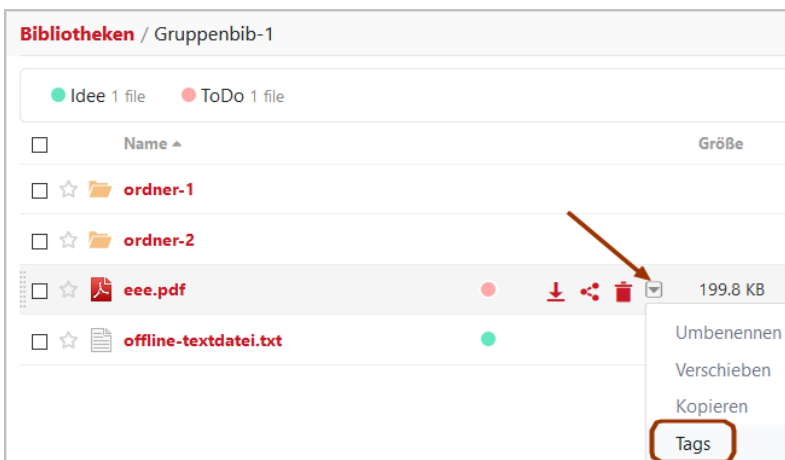 Bibliotheken / Gruppenbib-1
Idee 1 file ToDo 1 file
Name Größe
ordner-1
ordner-2
eee.pdf 199.8 KB
offline-textdatei.txt
Umbenennen
Verschieben
Kopieren
Tags